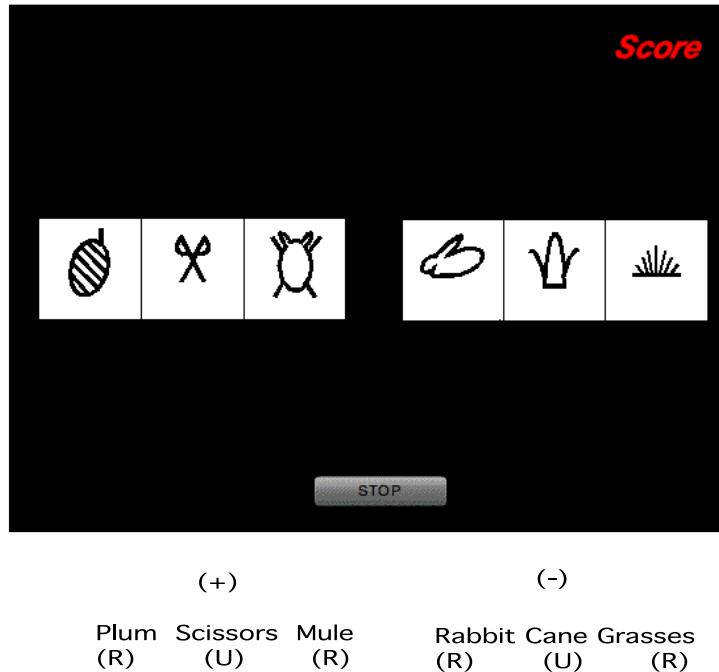 Score
STOP
(+) (-)
Plum Scissors Mule Rabbit Cane Grasses
(R) (U) (R) (R) (U) (R)